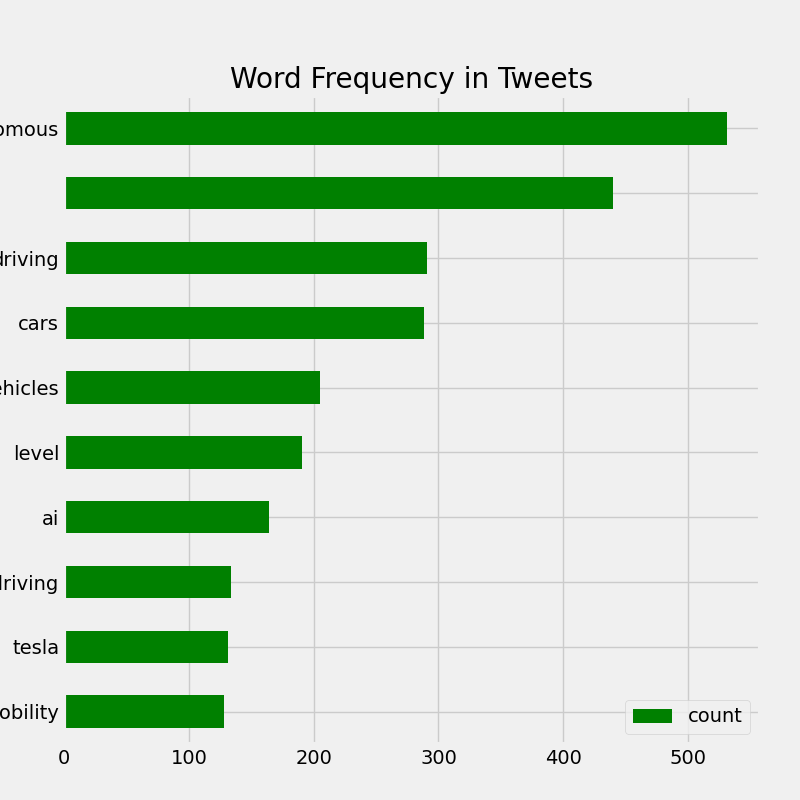 Word Frequency in Tweets
omous
driving
cars
ehicles
level
ai
driving
tesla
obility
count
0 100 200 300 400 500